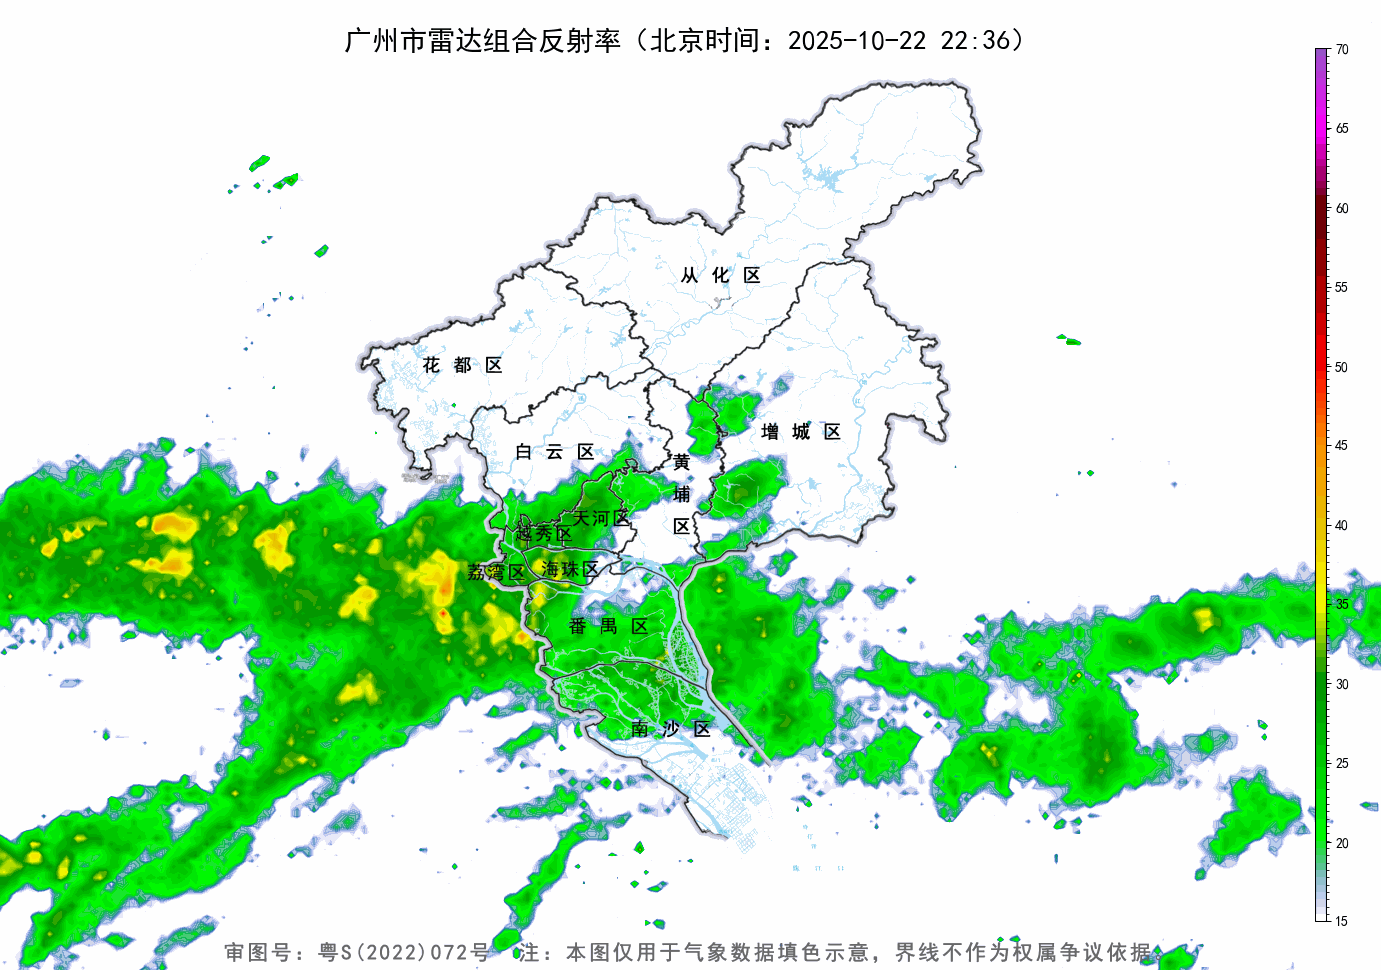 广州市雷达组合反射率（北京时间：2025-10-22 22:36）
70
65
60
55
50
45
40
35
30
25
20
15
从化区
花都区
增城区
白云区
黄埔区
天河区
越秀区
荔湾区
海珠区
番禺区
南沙区
审图号：粤S(2022)072号 注：本图仅用于气象数据填色示意，界线不作为权属争议依据。